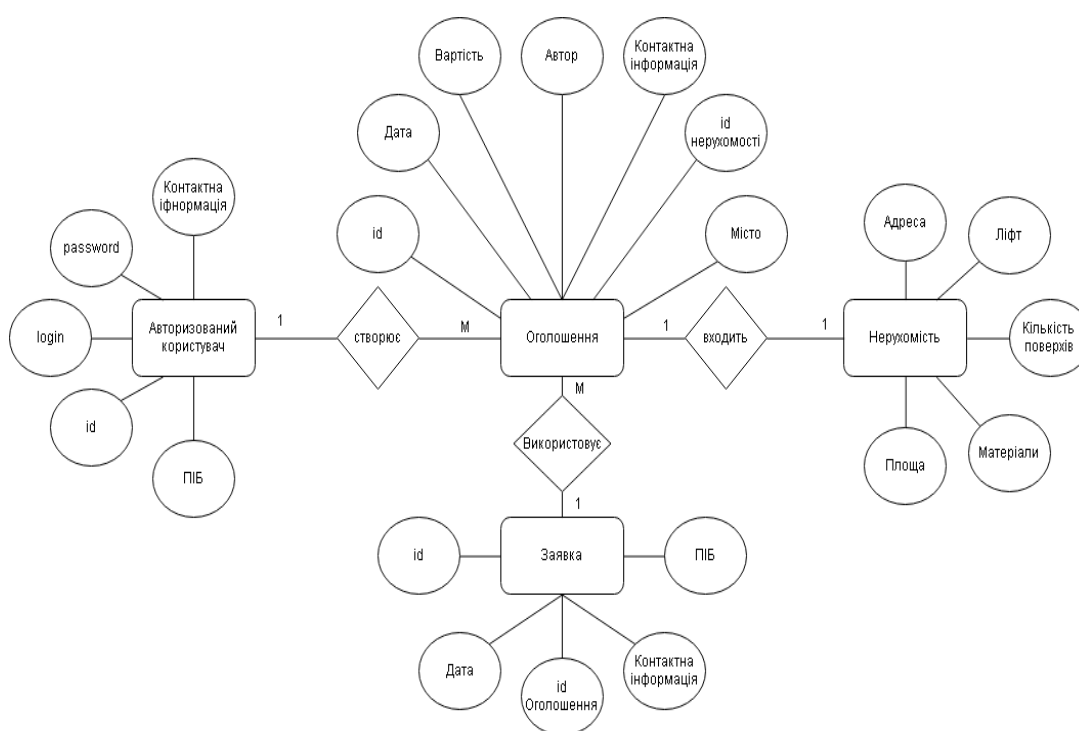 Вартість
Автор
Контактна
інформація
Дата
id
нерухомості
Контактна
іфнормація
password
id
Місто
Адреса
Ліфт
login
Авторизований
користувач
1
створює
M
Оголошення
1
входить
1
Нерухомість
Кількість
поверхів
id
ПІБ
M
Використовує
1
Площа
Матеріали
id
Заявка
ПІБ
Дата
id
Оголошення
Контактна
інформація